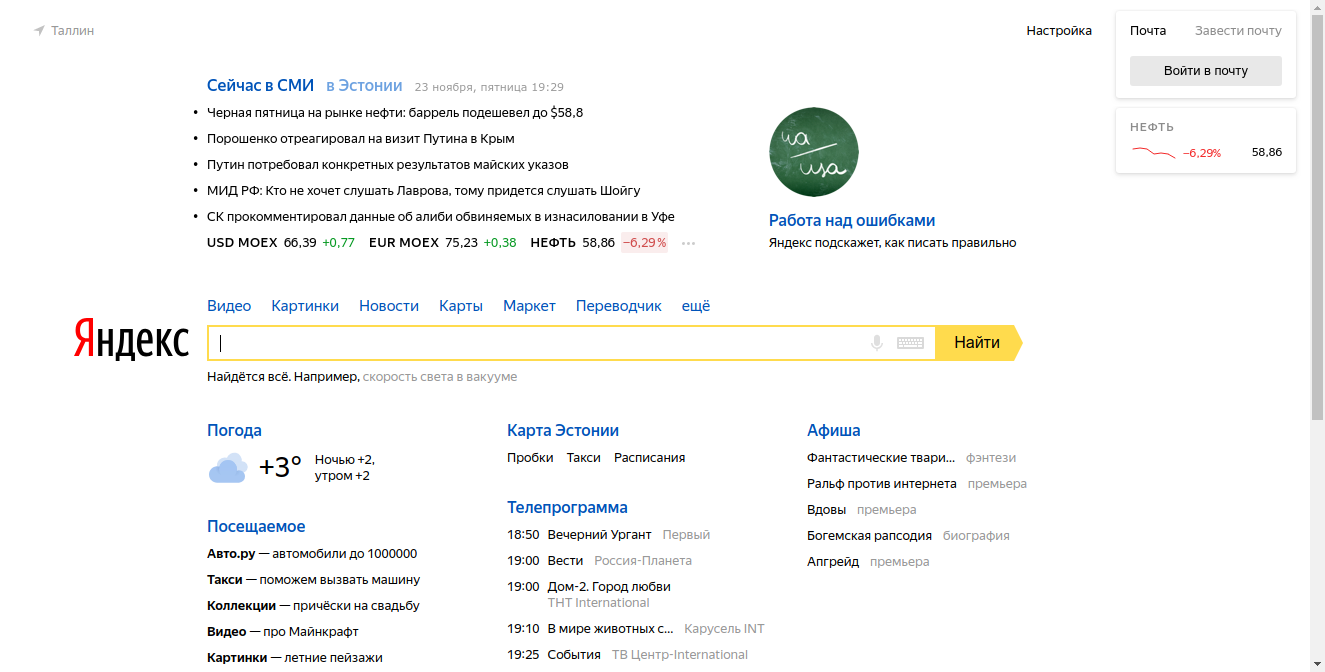 Таллин
Настройка
Почта Завести почту
Войти в почту
НЕФТЬ
−6,29% 58,86
Сейчас в СМИ в Эстонии 23 ноября, пятница 19:29
Черная пятница на рынке нефти: баррель подешевел до $58,8
Порошенко отреагировал на визит Путина в Крым
Путин потребовал конкретных результатов майских указов
МИД РФ: Кто не хочет слушать Лаврова, тому придется слушать Шойгу
СК прокомментировал данные об алиби обвиняемых в изнасиловании в Уфе
USD MOEX 66,39 +0,77 EUR MOEX 75,23 +0,38 НЕФТЬ 58,86 −6,29%
ua
usa
Работа над ошибками
Яндекс подскажет, как писать правильно
Видео Картинки Новости Карты Маркет Переводчик ещё
Яндекс
Найти
Найдётся всё. Например, скорость света в вакууме
Погода
+3° Ночью +2,
утром +2
Посещаемое
Авто.ру — автомобили до 1000000
Такси — поможем вызвать машину
Коллекции — причёски на свадьбу
Видео — про Майнкрафт
Картинки — летние пейзажи
Карта Эстонии
Пробки Такси Расписания
Телепрограмма
18:50 Вечерний Ургант Первый
19:00 Вести Россия-Планета
19:00 Дом-2. Город любви
ТНТ International
19:10 В мире животных с... Карусель INT
19:25 События ТВ Центр-International
Афиша
Фантастические твари... фэнтези
Ральф против интернета премьера
Вдовы премьера
Богемская рапсодия биография
Апгрейд премьера